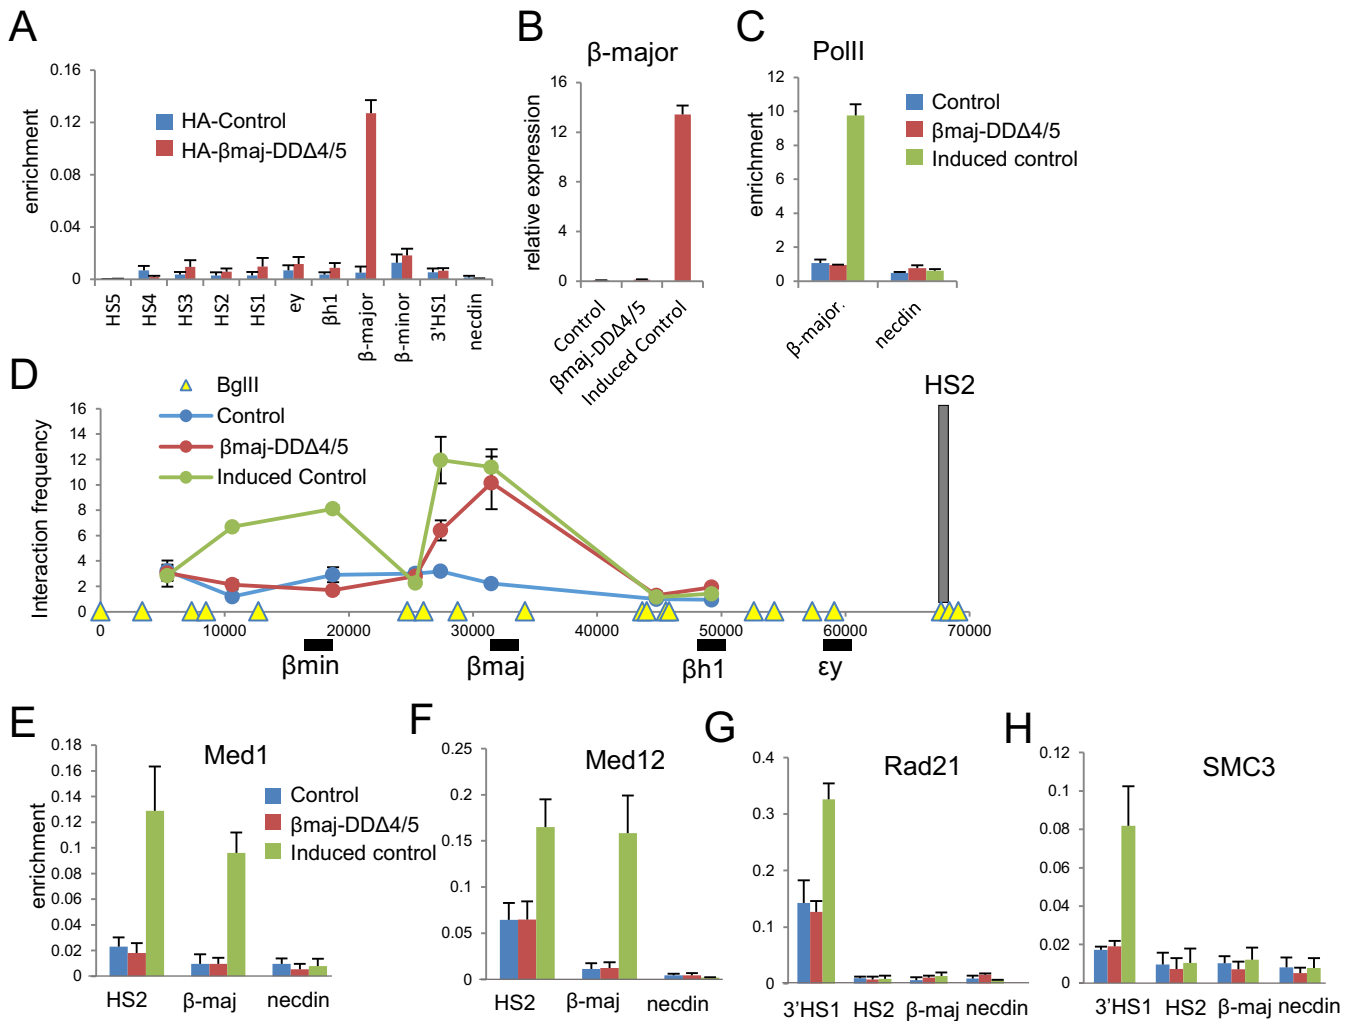 A
enrichment
0.16
0.12
0.08
0.04
0
HA-Control
HA-βmaj-DDΔ4/5
HS5
HS4
HS3
HS2
HS1
ey
βh1
β-major
β-minor
3'HS1
necdin
B
β-major
relative expression
16
12
8
4
0
Control
βmaj-DDΔ4/5
Induced Control
C
PolII
enrichment
12
10
8
6
4
2
0
Control
βmaj-DDΔ4/5
Induced control
β-major.
necdin
D
BglII
Control
βmaj-DDΔ4/5
Induced Control
HS2
Interaction frequency
16
14
12
10
8
6
4
2
0
0 10000 20000 30000 40000 50000 60000 70000
βmin βmaj βh1 εy
E
Med1
enrichment
0.18
0.16
0.14
0.12
0.1
0.08
0.06
0.04
0.02
0
Control
βmaj-DDΔ4/5
Induced control
HS2 β-maj necdin
F
Med12
0.25
0.2
0.15
0.1
0.05
0
HS2 β-maj necdin
G
Rad21
0.4
0.3
0.2
0.1
0
3'HS1 HS2 β-maj necdin
H
SMC3
0.12
0.1
0.08
0.06
0.04
0.02
0
3'HS1 HS2 β-maj necdin